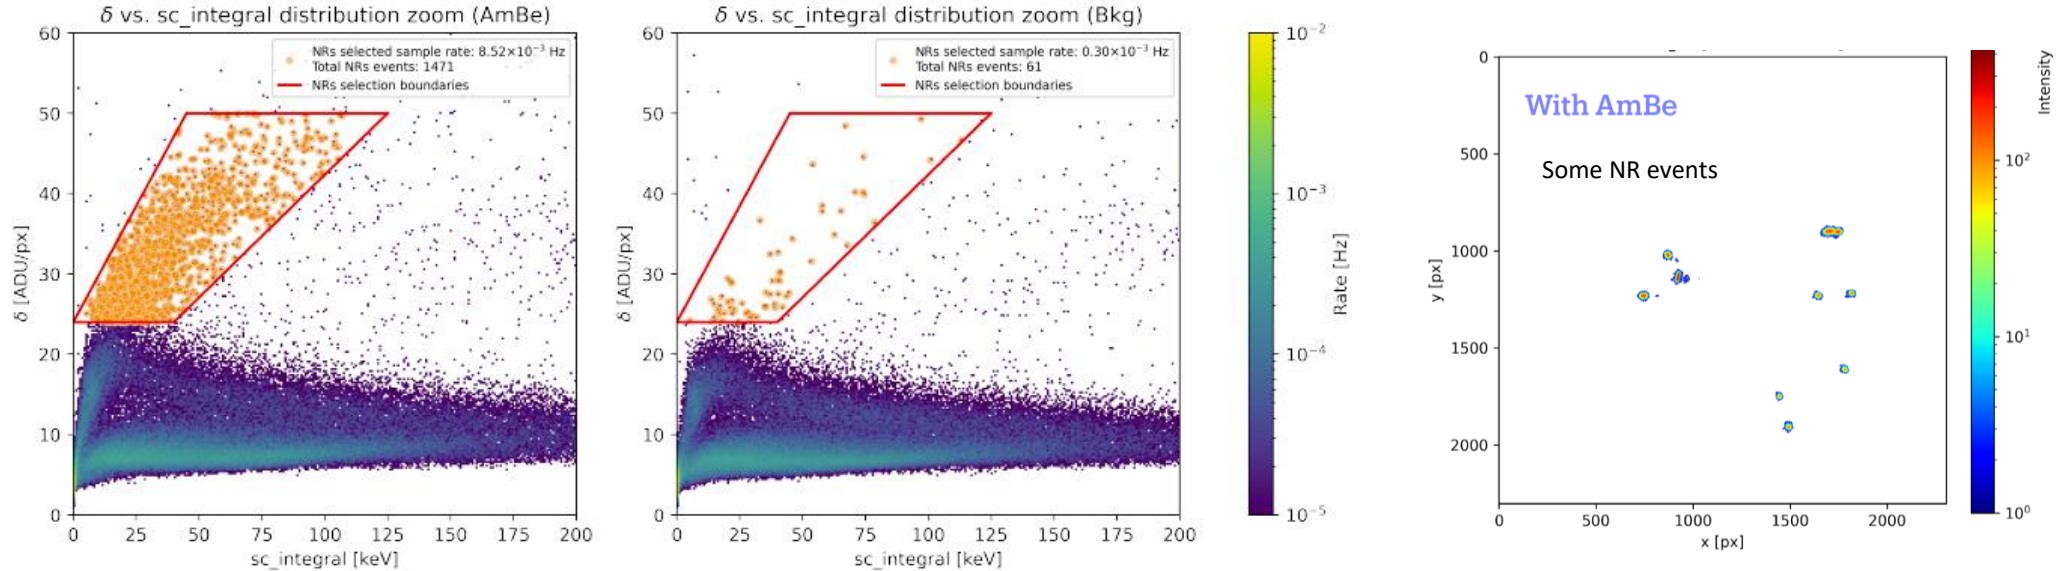 δ vs. sc_integral distribution zoom (AmBe)
60
50
40
30
20
10
0
δ [ADU/px]
NRs selected sample rate: 8.52×10⁻³ Hz
Total NRs events: 1471
NRs selection boundaries
0 25 50 75 100 125 150 175 200
sc_integral [keV]
δ vs. sc_integral distribution zoom (Bkg)
60
50
40
30
20
10
0
δ [ADU/px]
NRs selected sample rate: 0.30×10⁻³ Hz
Total NRs events: 61
NRs selection boundaries
0 25 50 75 100 125 150 175 200
sc_integral [keV]
10⁻²
10⁻³
10⁻⁴
10⁻⁵
Rate [Hz]
With AmBe
Some NR events
0
500
1000
1500
2000
y [px]
0 500 1000 1500 2000
x [px]
10²
10¹
10⁰
Intensity